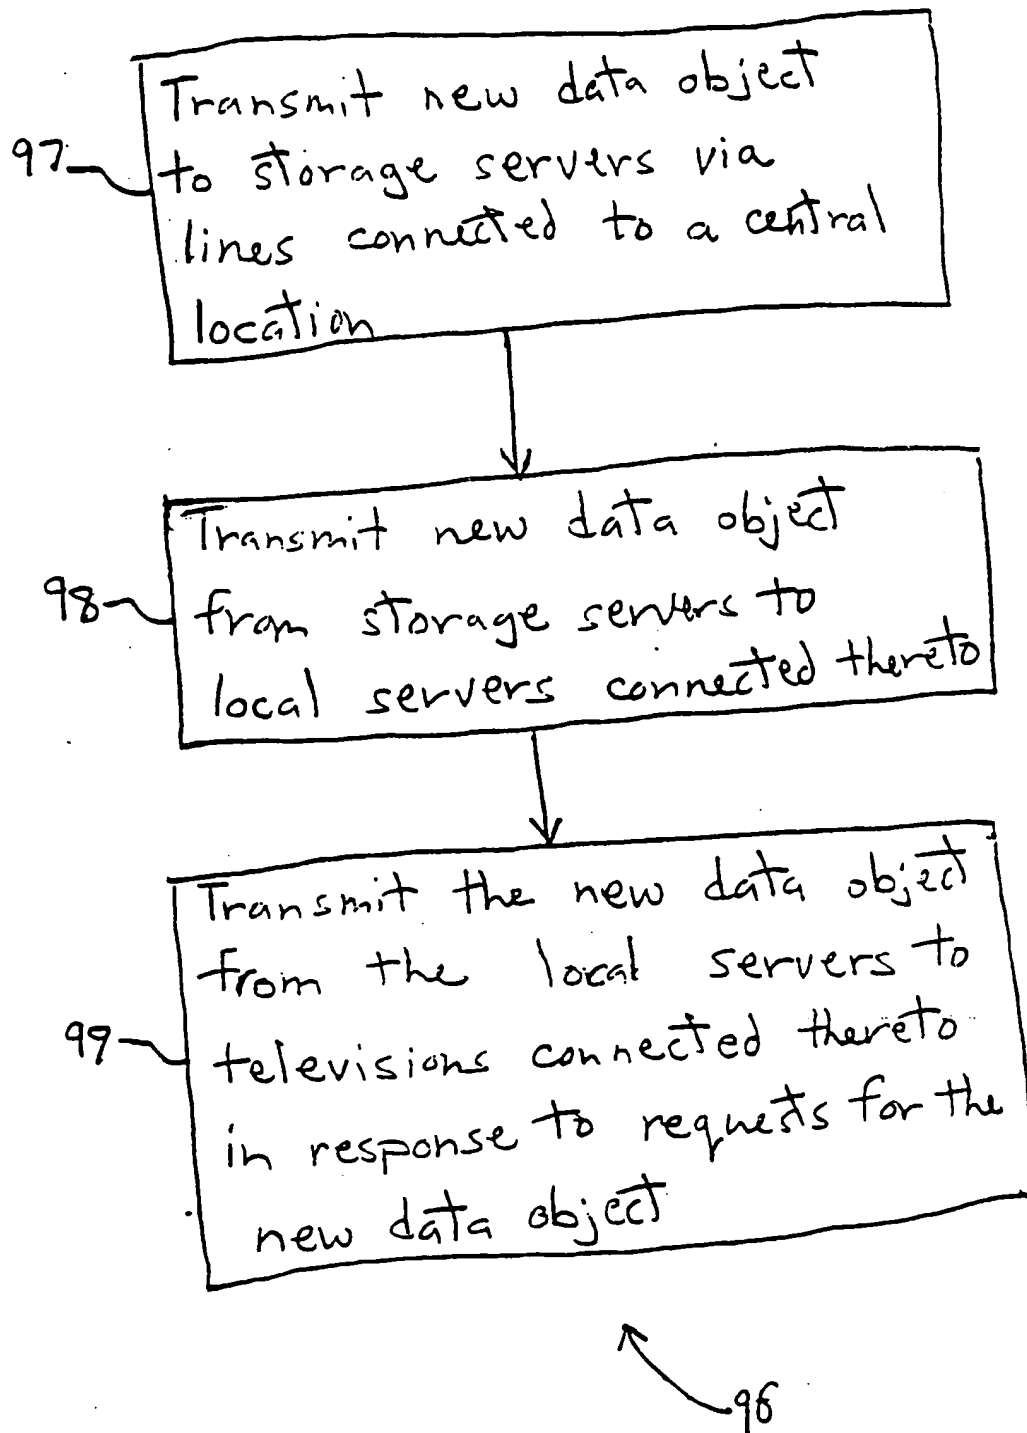 Transmit new data object
97
to storage servers via
lines connected to a central
location
Transmit new data object
98
from storage servers to
local servers connected thereto
Transmit the new data object
from the local servers to
99
televisions connected thereto
in response to requests for the
new data object
96